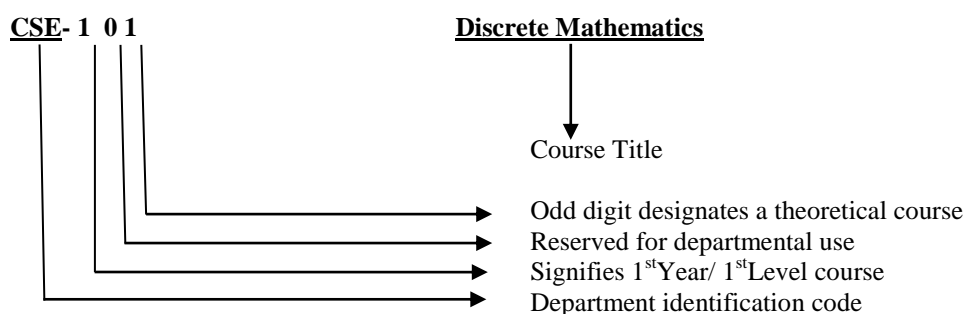 CSE- 1 0 1 Discrete Mathematics
Course Title
Odd digit designates a theoretical course
Reserved for departmental use
Signifies 1stYear/ 1stLevel course
Department identification code